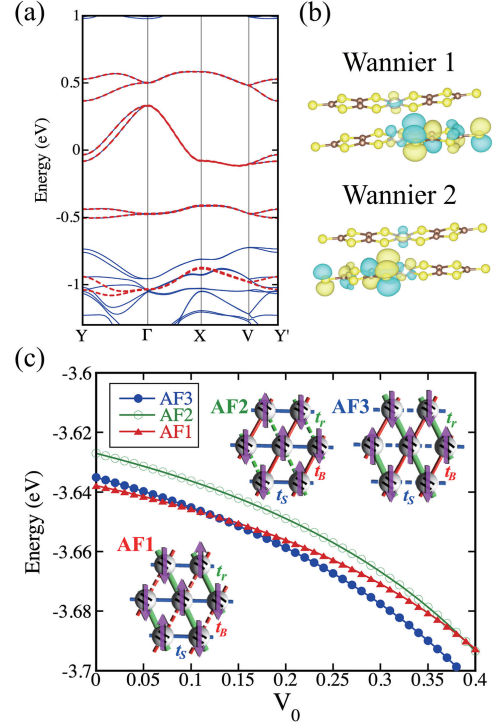 (a)
1
0.5
0
-0.5
-1
Energy (eV)
Y Γ X V Y'
(b)
Wannier 1
Wannier 2
(c)
-3.6
-3.62
-3.64
-3.66
-3.68
-3.7
Energy (eV)
AF3
AF2
AF1
AF2
t_r
t_B
t_S
AF3
t_r
t_B
t_S
AF1
t_r
t_B
t_S
0 0.05 0.1 0.15 0.2 0.25 0.3 0.35 0.4
V_0